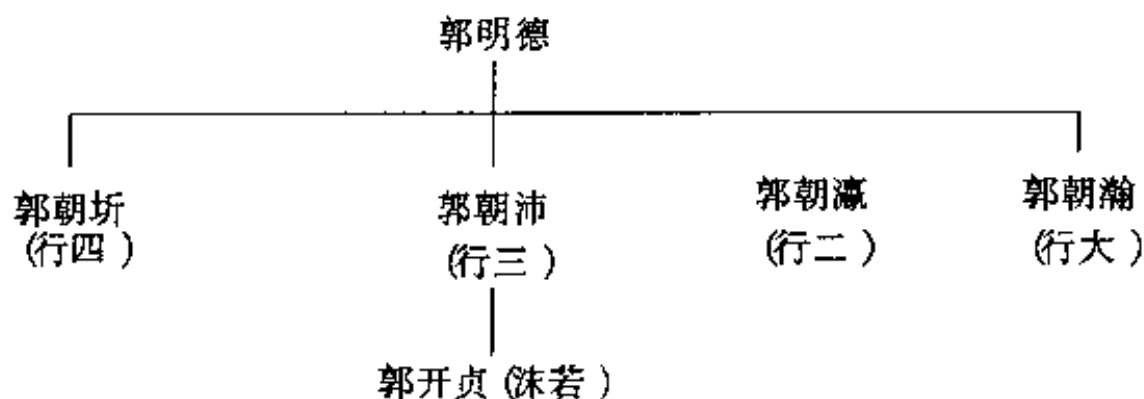 郭明德
郭朝圻 郭朝沛 郭朝瀛 郭朝瀚
(行四) (行三) (行二) (行大)
郭开贞(沫若)